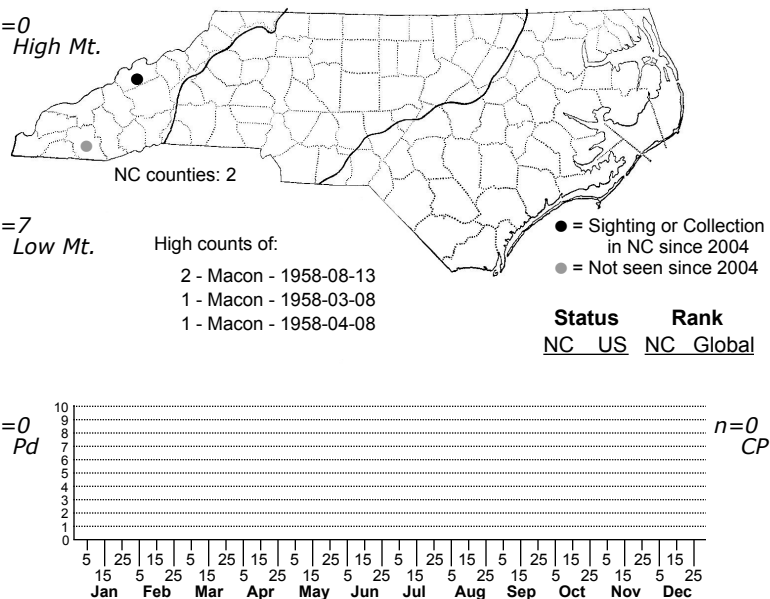 =0
High Mt.
NC counties: 2
=7
Low Mt.
High counts of:
2 - Macon - 1958-08-13
1 - Macon - 1958-03-08
1 - Macon - 1958-04-08
● = Sighting or Collection
in NC since 2004
● = Not seen since 2004
Status Rank
NC US NC Global
=0
Pd
n=0
CP
10
9
8
7
6
5
4
3
2
1
0
5 25 15 5 25 15 5 25 15 5 25 15 5 25 15 5 25 15
15 5 25 15 5 25 15 5 25 15 5 25 15 5 25 15 5 25
Jan Feb Mar Apr May Jun Jul Aug Sep Oct Nov Dec